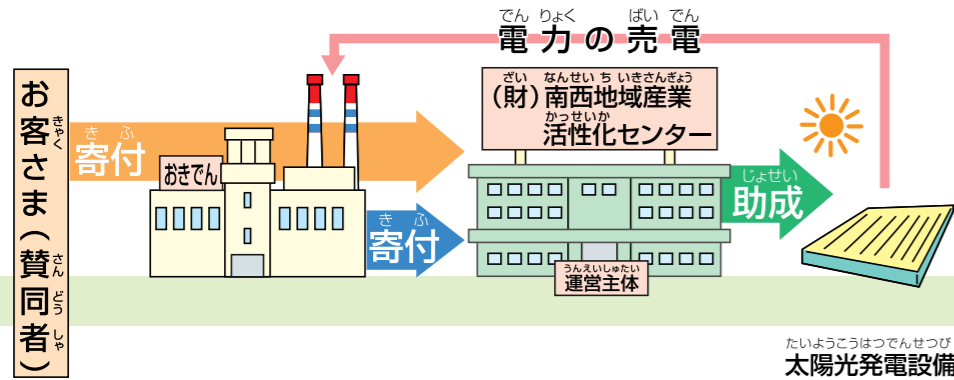 でんりょく ばいでん
電力の売電
お客さま(賛同者)
きゃく
さんどうしゃ
きふ
寄付
おきでん
ざい なんせいちいきさんぎょう
(財)南西地域産業
かっせいか
活性化センター
きふ
寄付
うんえいしゅたい
運営主体
じょせい
助成
たいようこうはつでんせつび
太陽光発電設備